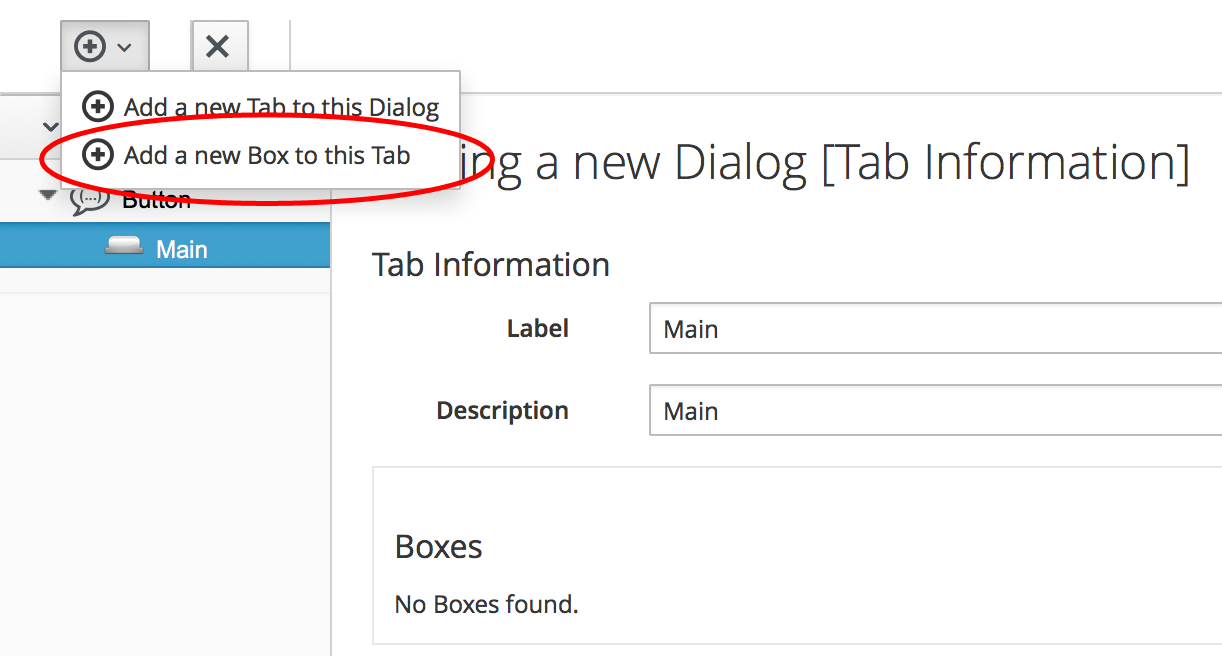 Add a new Tab to this Dialog
Add a new Box to this Tab
ing a new Dialog [Tab Information]
Button
Main
Tab Information
Label
Main
Description
Main
Boxes
No Boxes found.